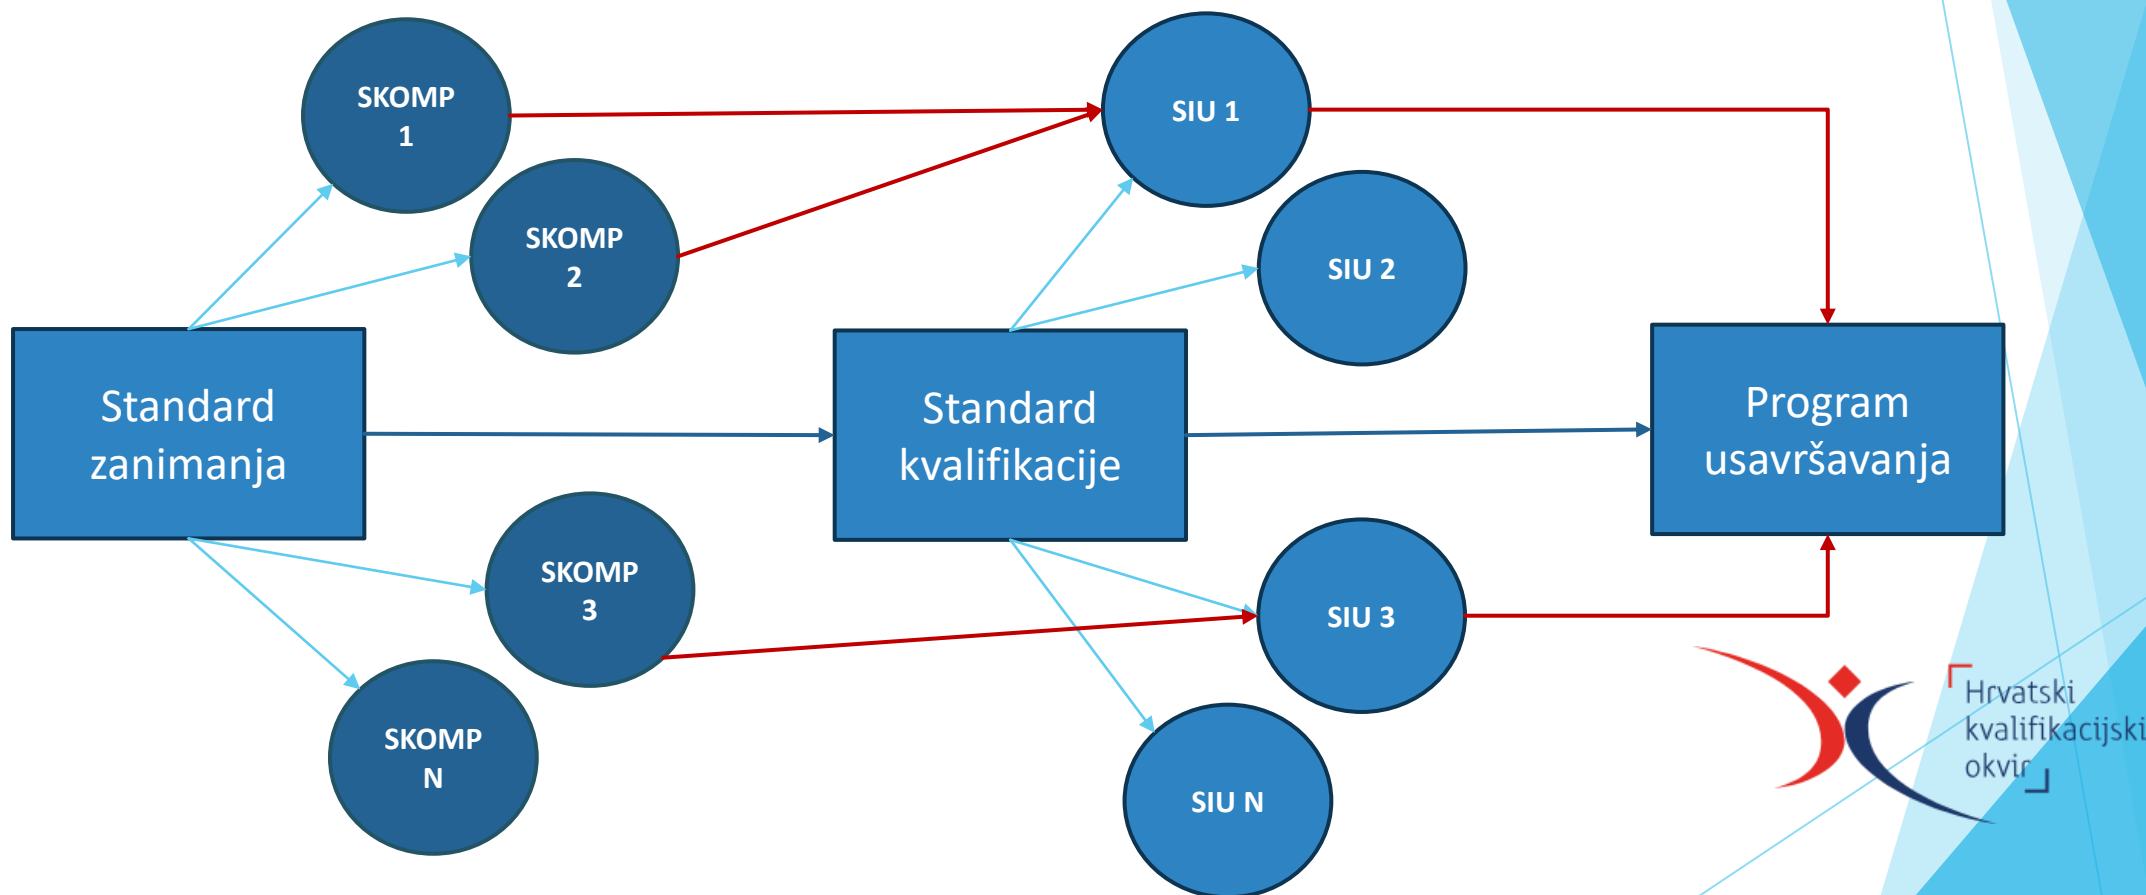 SKOMP
1
SIU 1
SKOMP
2
SIU 2
Standard
zanimanja
Standard
kvalifikacije
Program
usavršavanja
SKOMP
3
SIU 3
SKOMP
N
SIU N
Hrvatski
kvalifikacijski
okvir